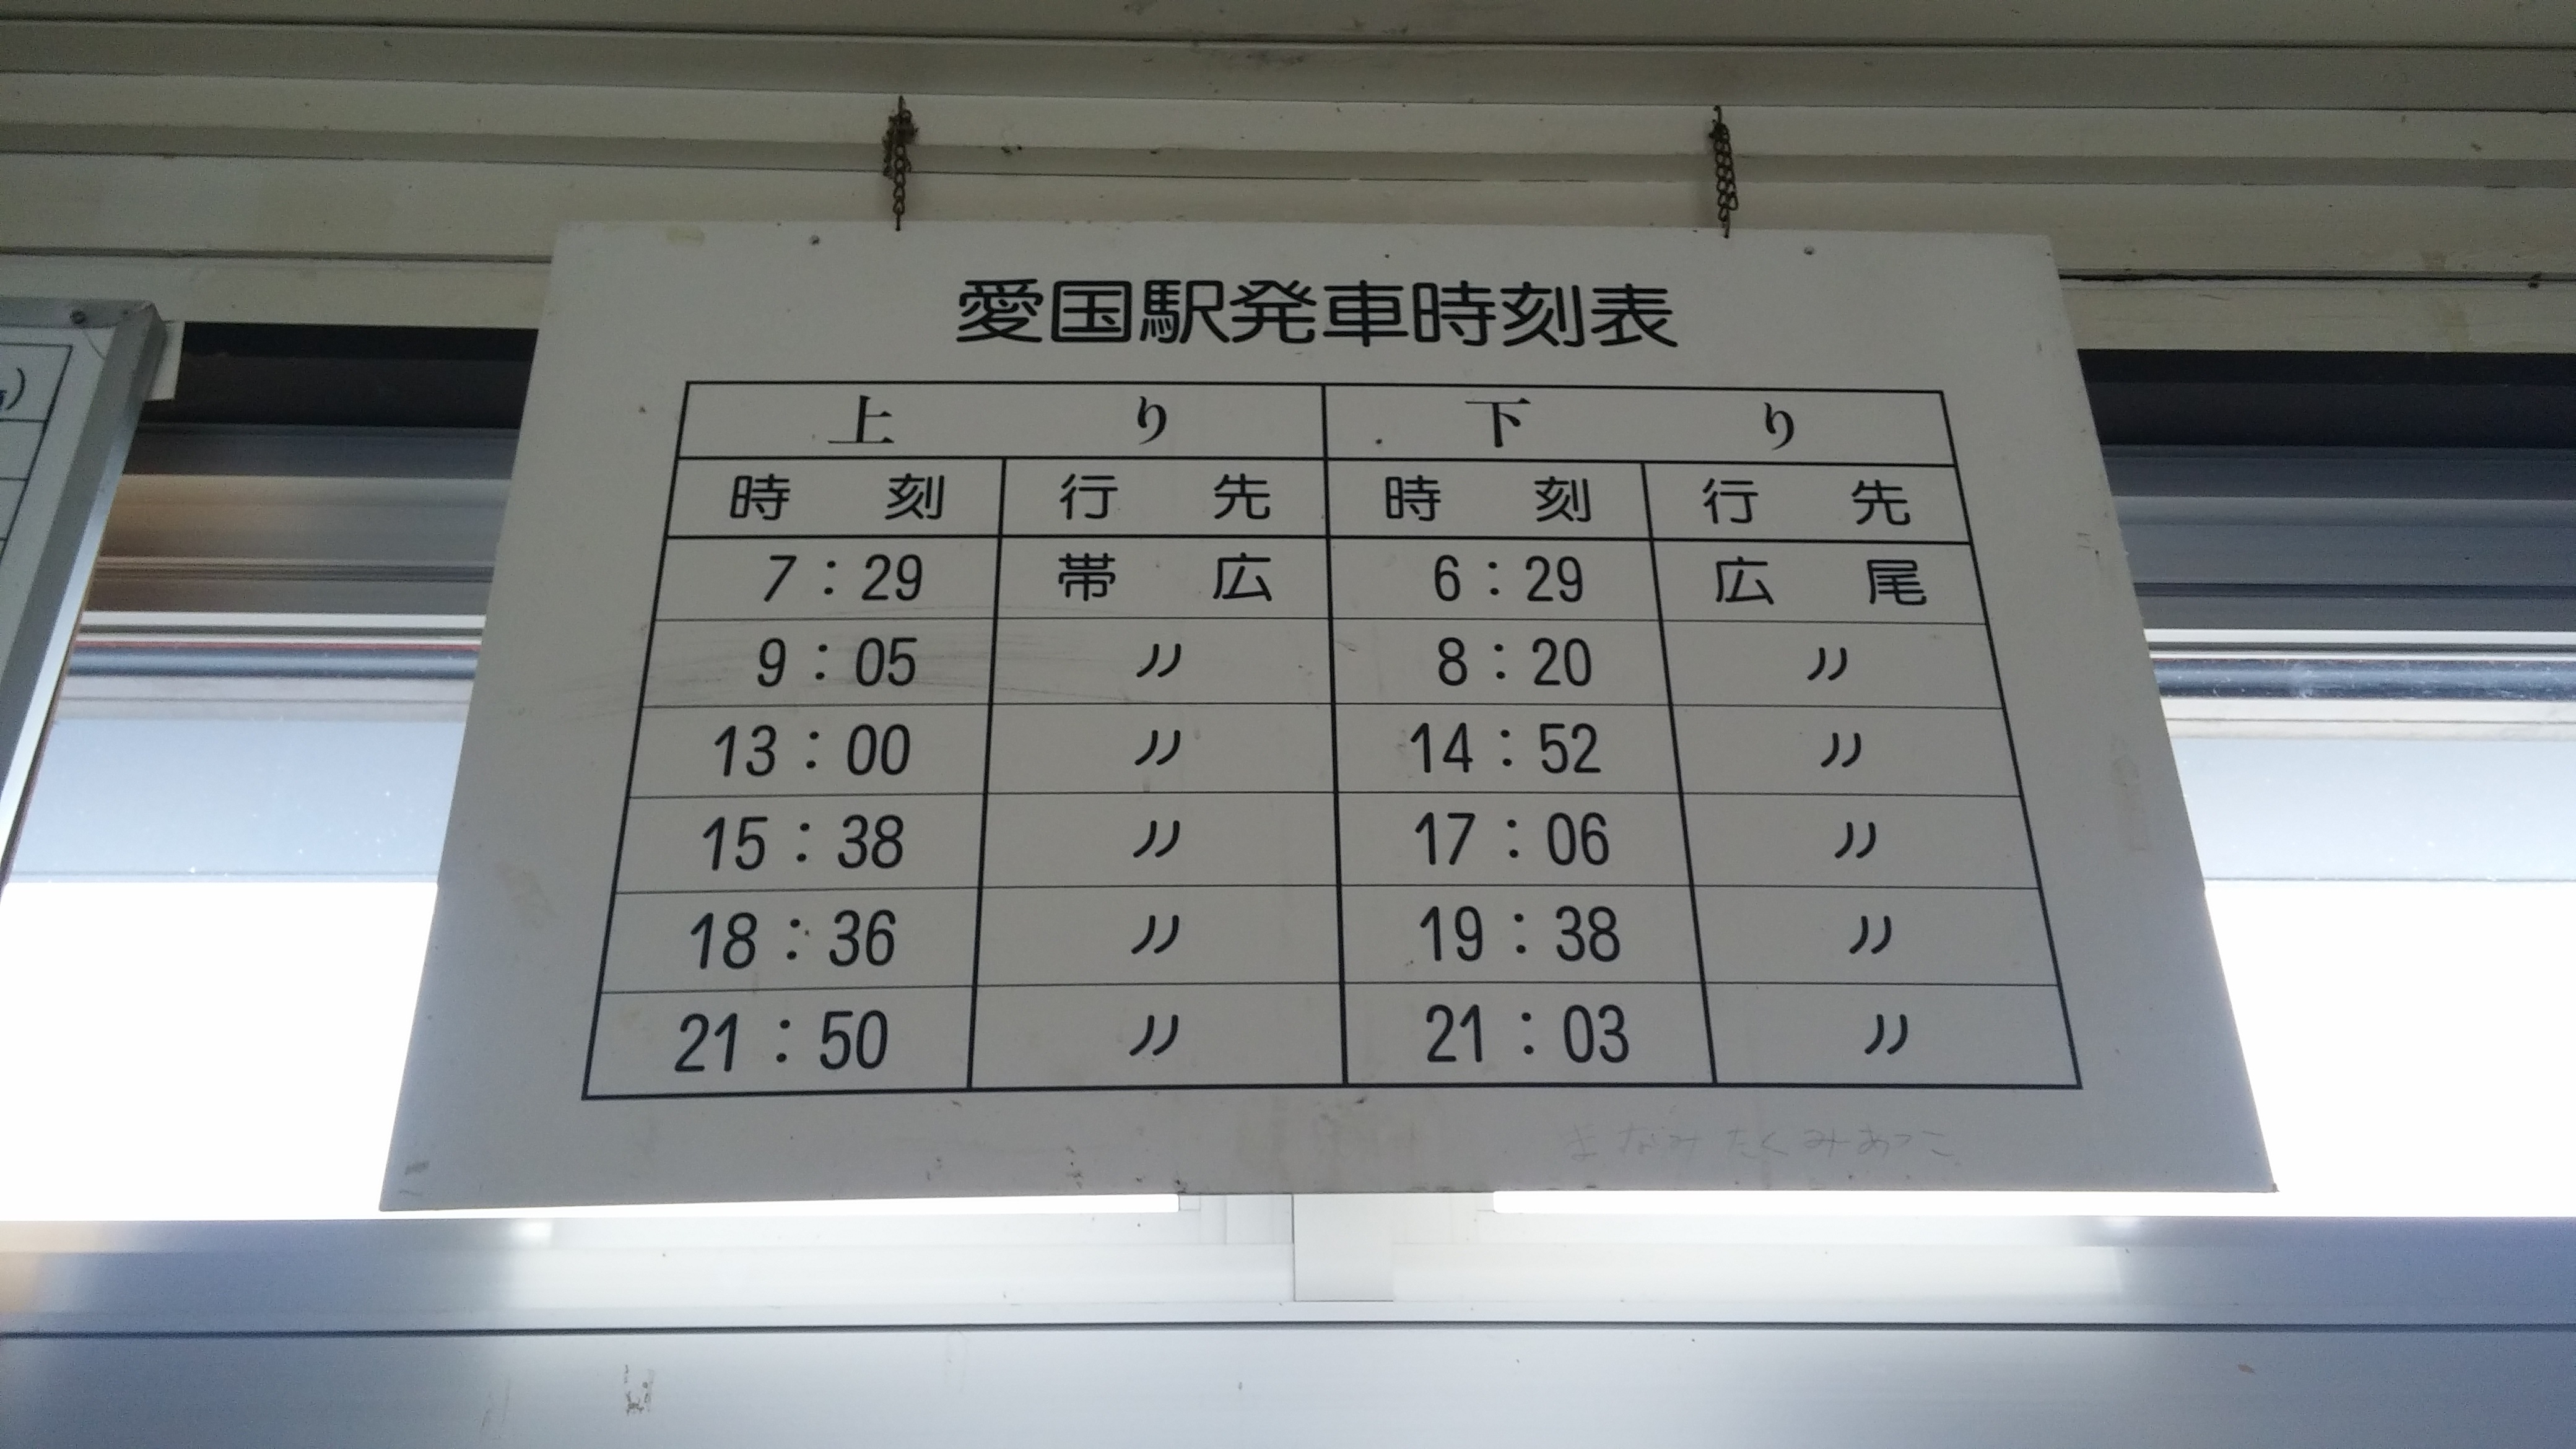 愛国駅発車時刻表
上り 下り
時刻 行先 時刻 行先
7:29 帯広 6:29 広尾
9:05 〃 8:20 〃
13:00 〃 14:52 〃
15:38 〃 17:06 〃
18:36 〃 19:38 〃
21:50 〃 21:03 〃
まなみ たくみ あつこ